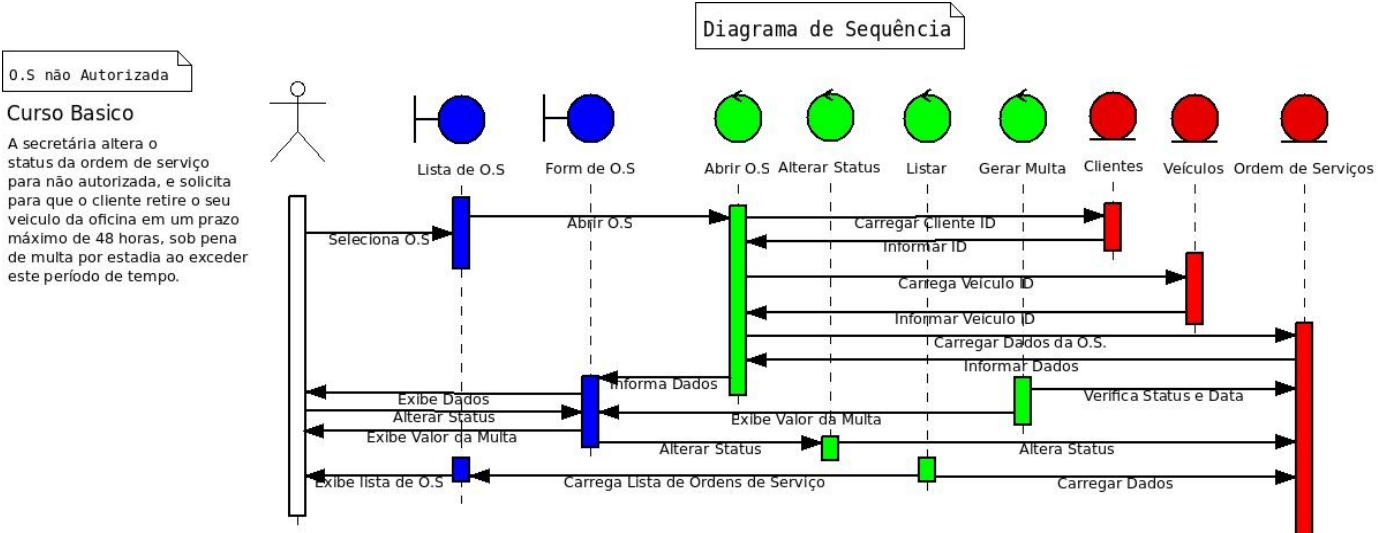 Diagrama de Sequência
O.S não Autorizada
Curso Basico
A secretária altera o
status da ordem de serviço
para não autorizada, e solicita
para que o cliente retire o seu
veiculo da oficina em um prazo
máximo de 48 horas, sob pena
de multa por estadia ao exceder
este período de tempo.
Lista de O.S
Form de O.S
Abrir O.S
Alterar Status
Listar
Gerar Multa
Clientes
Veículos
Ordem de Serviços
Abrir O.S
Carregar Cliente ID
Seleciona O.S
Informar ID
Carrega Veículo ID
Informar Veiculo ID
Carregar Dados da O.S.
Informar Dados
Informa Dados
Exibe Dados
Verifica Status e Data
Alterar Status
Exibe Valor da Multa
Exibe Valor da Multa
Alterar Status
Altera Status
Exibe lista de O.S
Carrega Lista de Ordens de Serviço
Carregar Dados